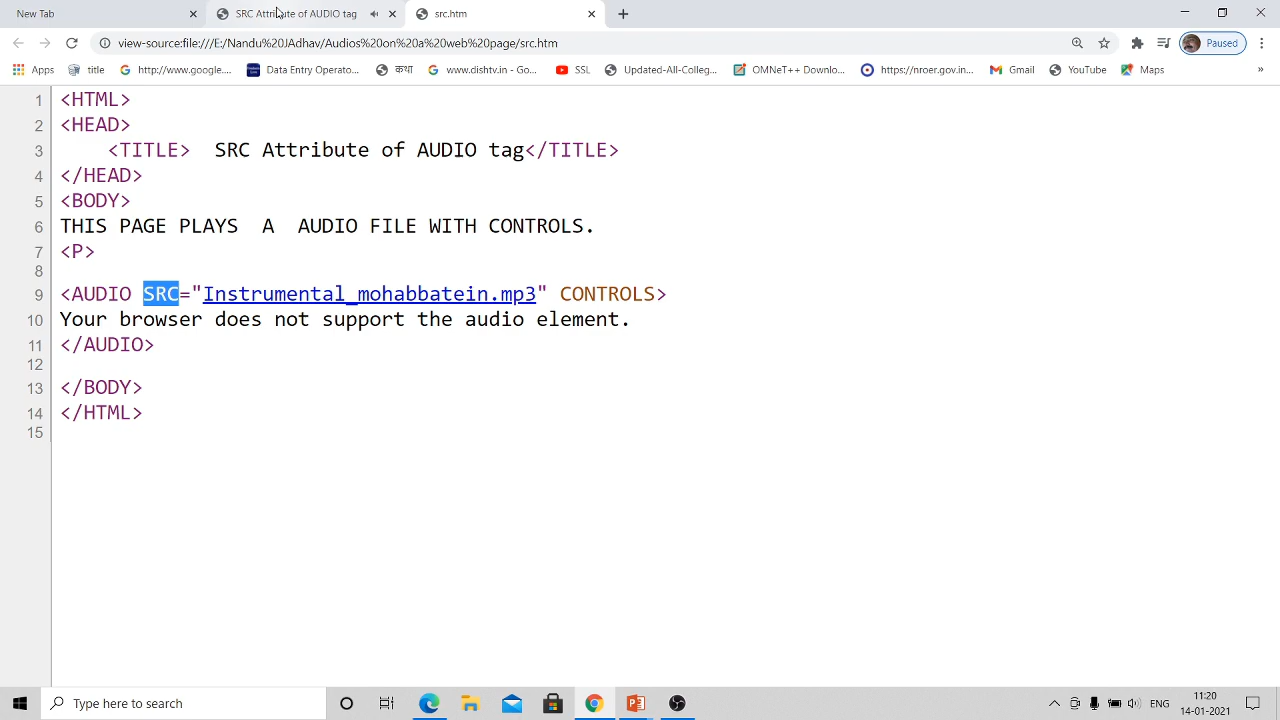 New Tab
SRC Attribute of AUDIO tag
src.htm
view-source:file:///E:/Nandu%20JAdhav/Audios%20on%20a%20web%20page/src.htm
Paused
Apps
title
http://www.google....
Data Entry Operato...
कथा
www.dishtv.in - Go...
SSL
Updated-All-Colleg...
OMNeT++ Downlo...
https://nroer.gov.in...
Gmail
YouTube
Maps
»
1 <HTML>
2 <HEAD>
3 <TITLE>  SRC Attribute of AUDIO tag</TITLE>
4 </HEAD>
5 <BODY>
6 THIS PAGE PLAYS  A  AUDIO FILE WITH CONTROLS.
7 <P>
8
9 <AUDIO SRC="Instrumental_mohabbatein.mp3" CONTROLS>
10 Your browser does not support the audio element.
11 </AUDIO>
12
13 </BODY>
14 </HTML>
15
Type here to search
ENG
11:20
14-01-2021